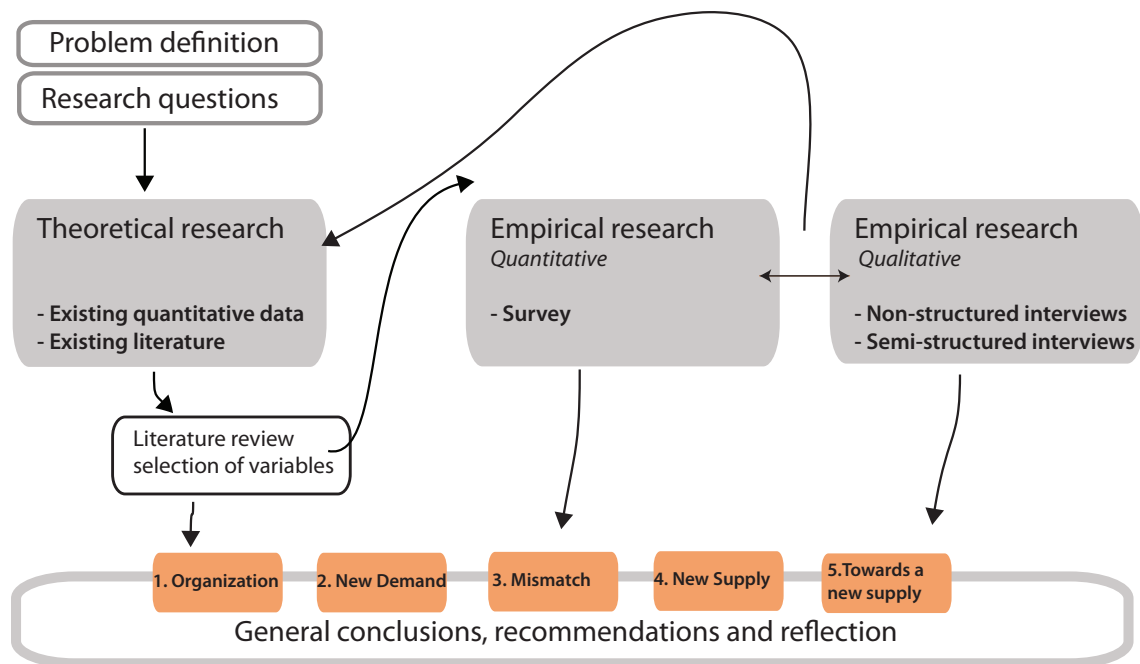 Problem definition
Research questions
Theoretical research
- Existing quantitative data
- Existing literature
Empirical research
Quantitative
- Survey
Empirical research
Qualitative
- Non-structured interviews
- Semi-structured interviews
Literature review
selection of variables
1. Organization
2. New Demand
3. Mismatch
4. New Supply
5.Towards a
new supply
General conclusions, recommendations and reflection